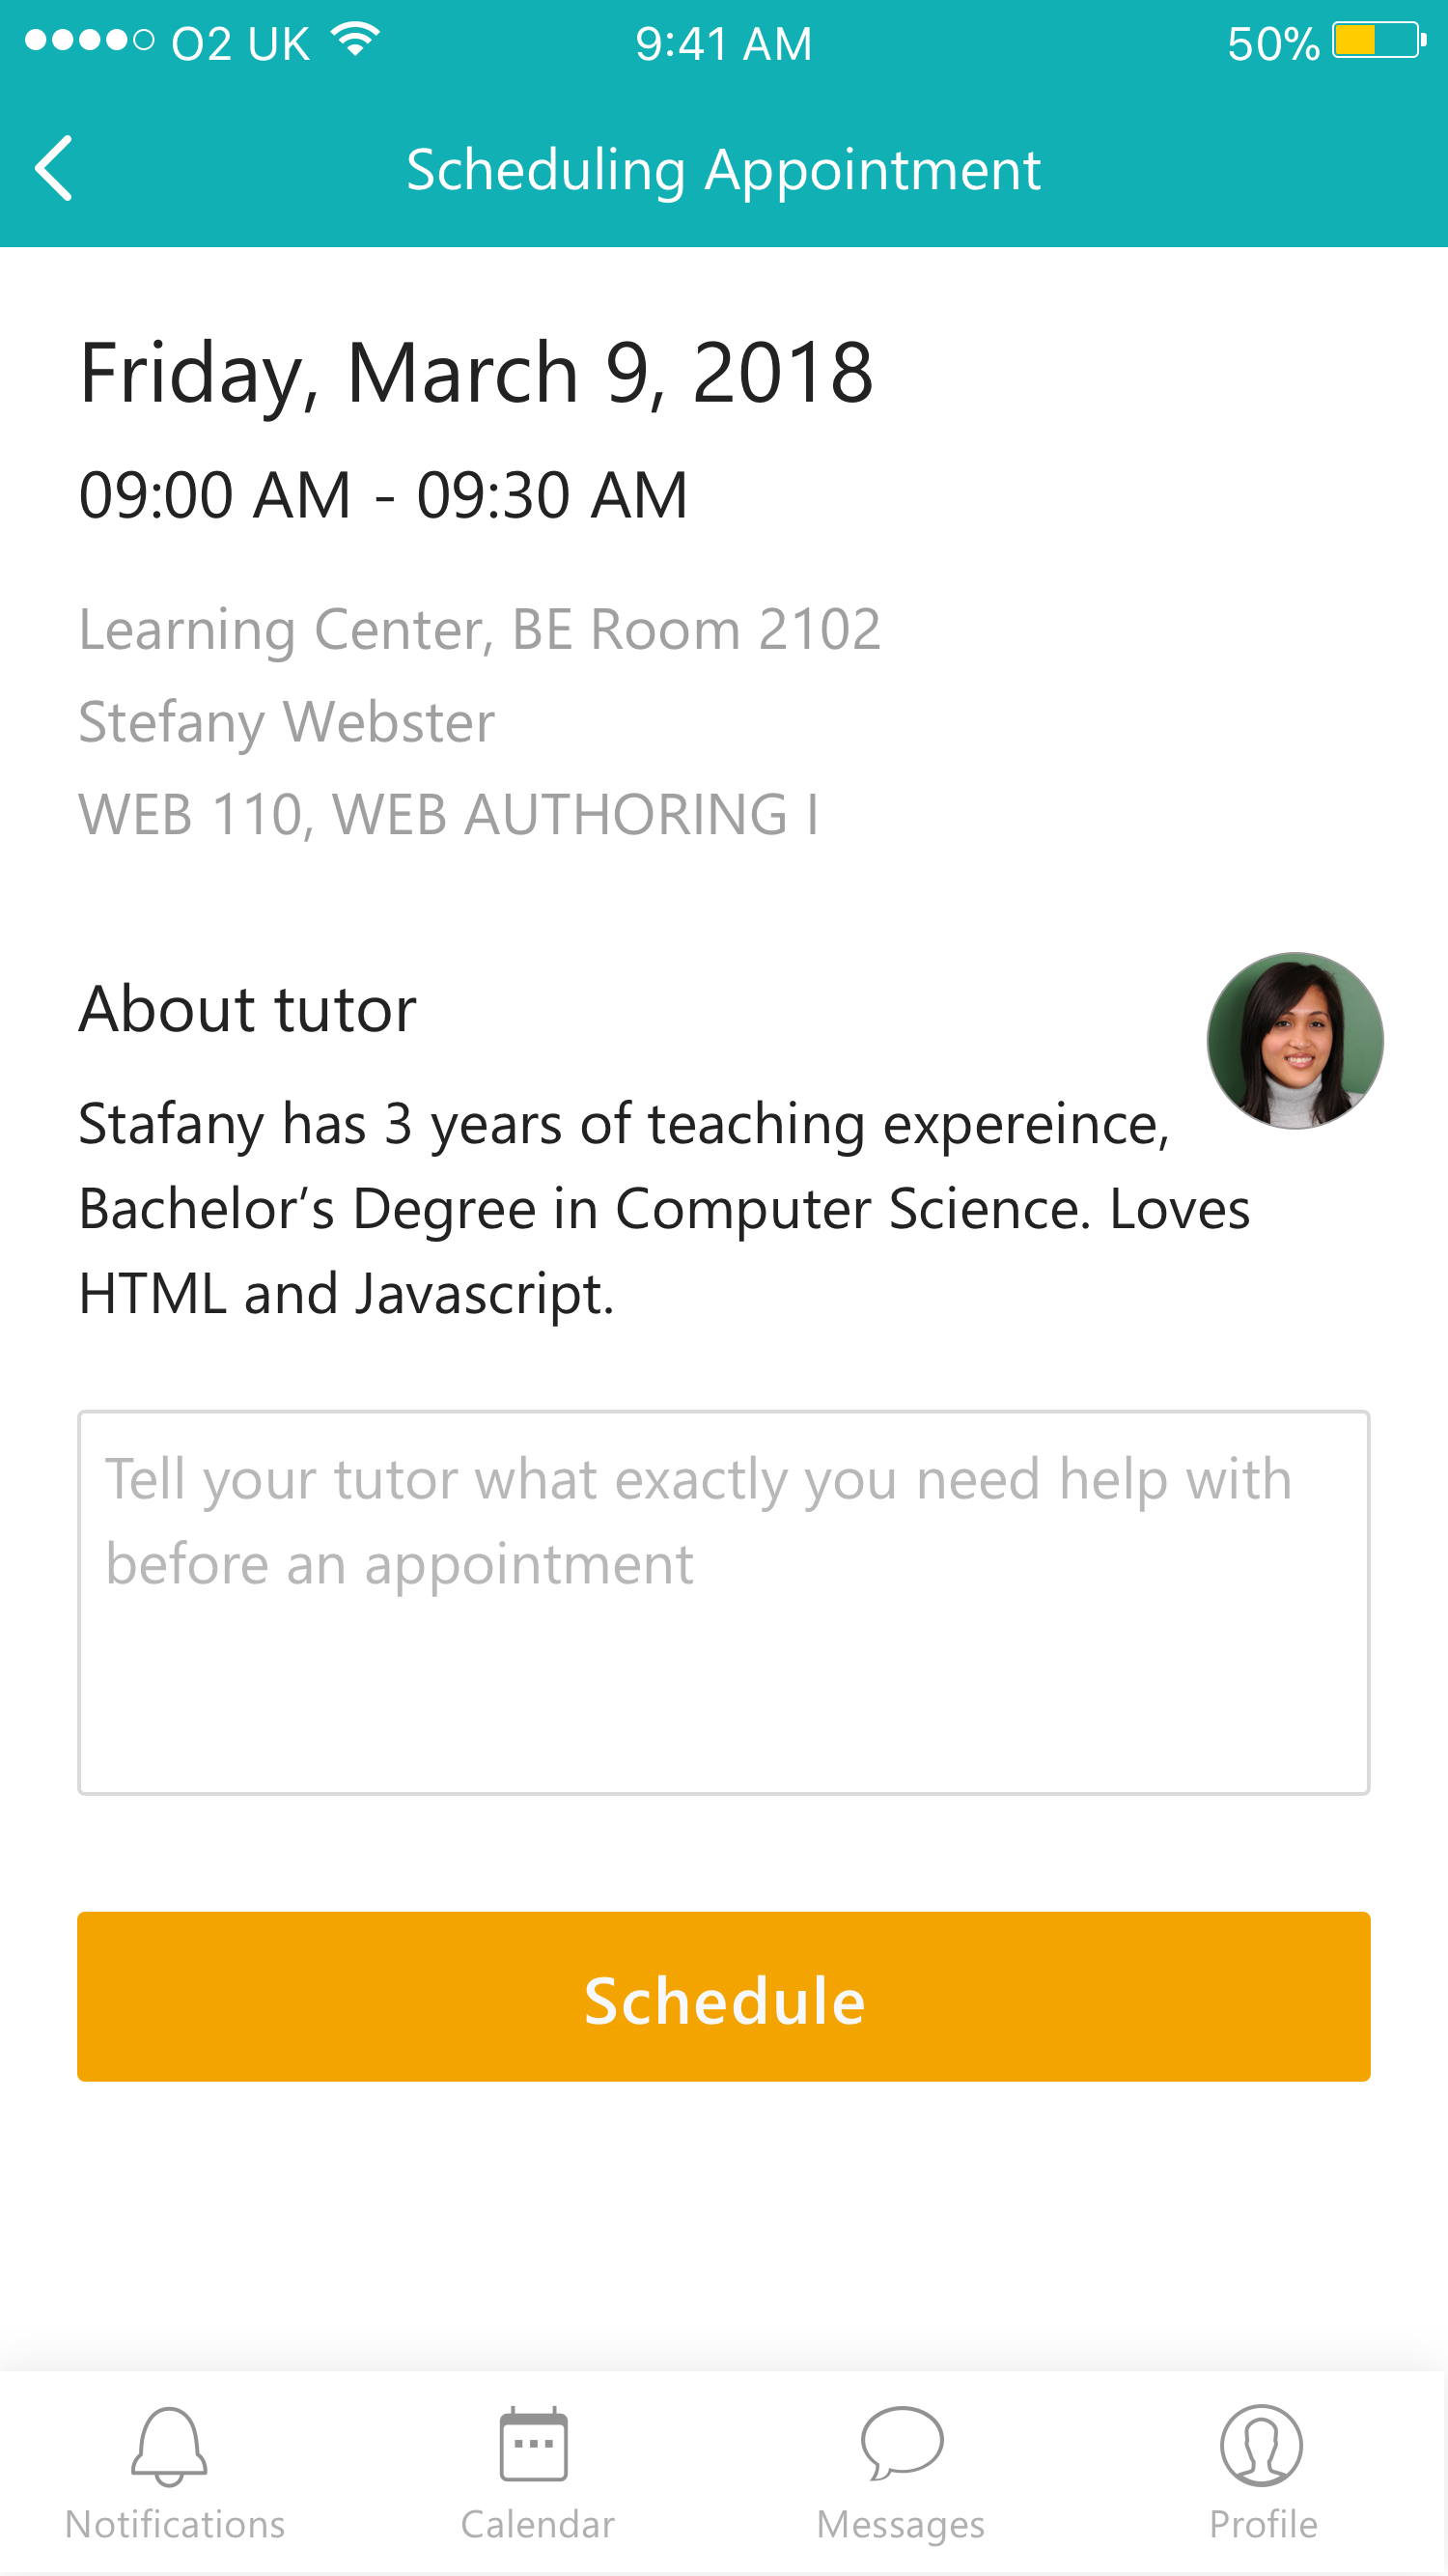 O2 UK 9:41 AM 50%
Scheduling Appointment
Friday, March 9, 2018
09:00 AM - 09:30 AM
Learning Center, BE Room 2102
Stefany Webster
WEB 110, WEB AUTHORING I
About tutor
Stafany has 3 years of teaching expereince,
Bachelor’s Degree in Computer Science. Loves
HTML and Javascript.
Tell your tutor what exactly you need help with
before an appointment
Schedule
Notifications Calendar Messages Profile